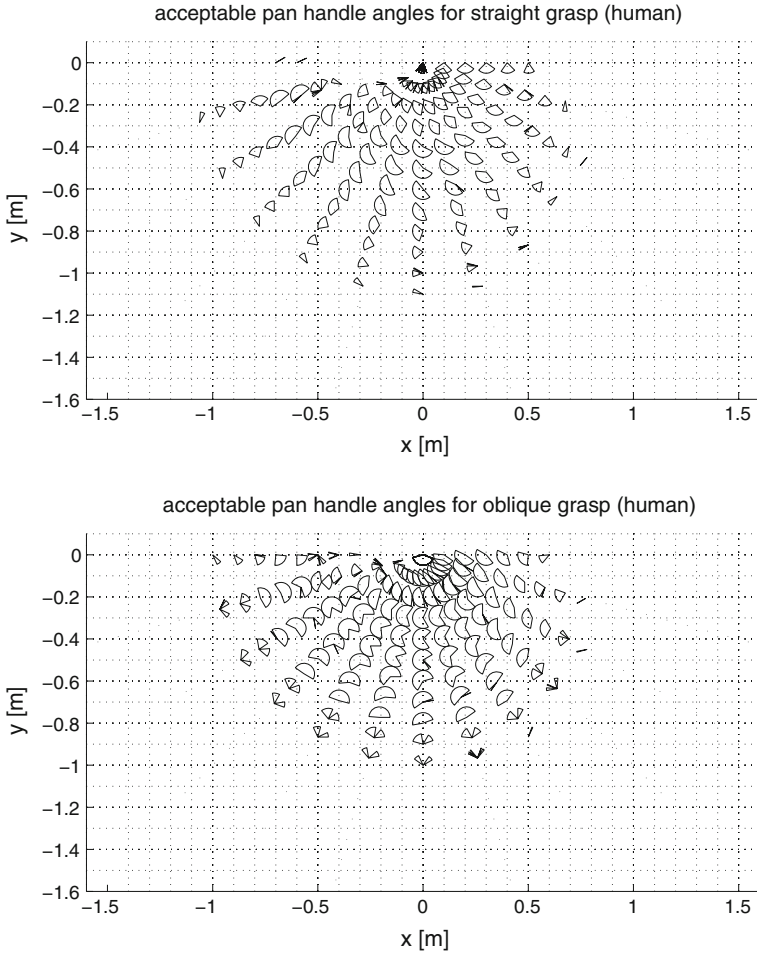 acceptable pan handle angles for straight grasp (human)
0
−0.2
−0.4
−0.6
−0.8
−1
−1.2
−1.4
−1.6
y [m]
−1.5 −1 −0.5 0 0.5 1 1.5
x [m]
acceptable pan handle angles for oblique grasp (human)
0
−0.2
−0.4
−0.6
−0.8
−1
−1.2
−1.4
−1.6
y [m]
−1.5 −1 −0.5 0 0.5 1 1.5
x [m]